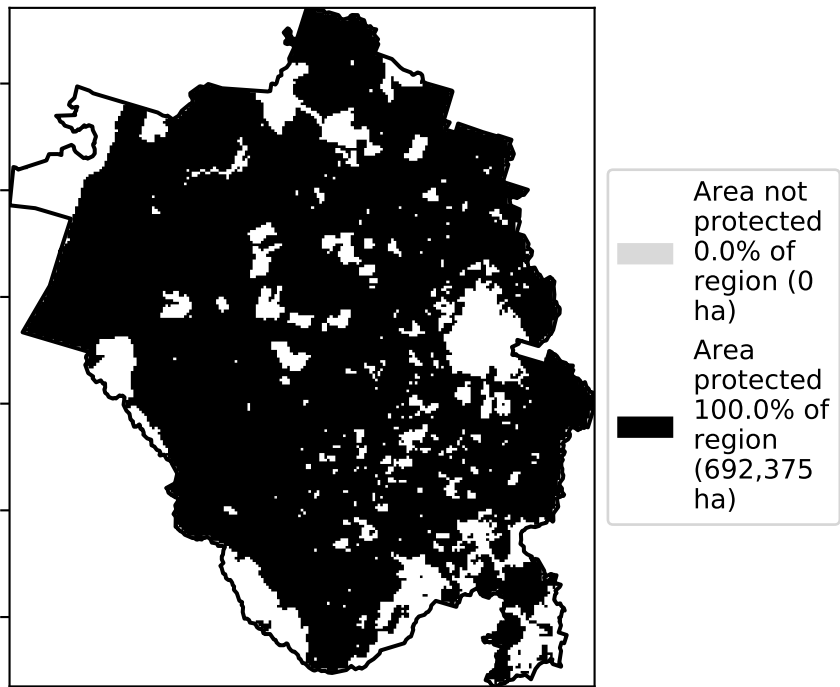 Area not
protected
0.0% of
region (0
ha)
Area
protected
100.0% of
region
(692,375
ha)